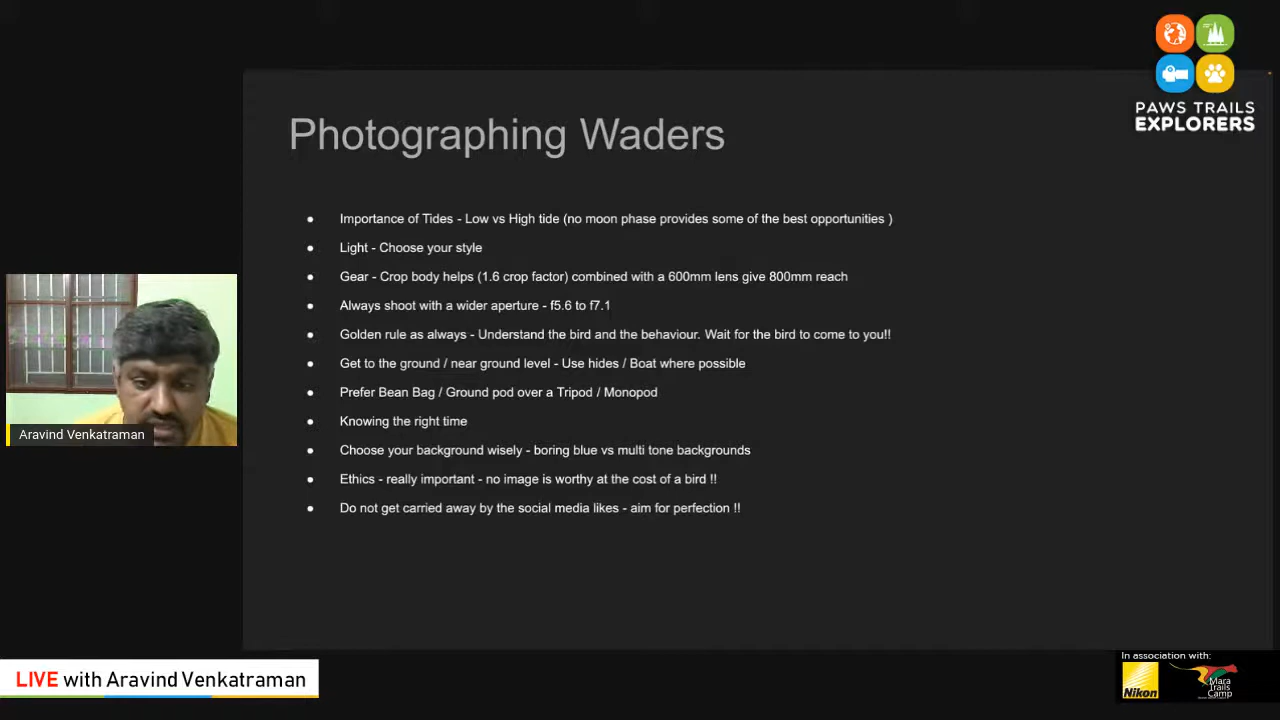 PAWS TRAILS
EXPLORERS
Photographing Waders
● Importance of Tides - Low vs High tide (no moon phase provides some of the best opportunities )
● Light - Choose your style
● Gear - Crop body helps (1.6 crop factor) combined with a 600mm lens give 800mm reach
● Always shoot with a wider aperture - f5.6 to f7.1
● Golden rule as always - Understand the bird and the behaviour. Wait for the bird to come to you!!
● Get to the ground / near ground level - Use hides / Boat where possible
● Prefer Bean Bag / Ground pod over a Tripod / Monopod
● Knowing the right time
● Choose your background wisely - boring blue vs multi tone backgrounds
● Ethics - really important - no image is worthy at the cost of a bird !!
● Do not get carried away by the social media likes - aim for perfection !!
Aravind Venkatraman
LIVE with Aravind Venkatraman
In association with:
Nikon
Mara
Trails
Camp